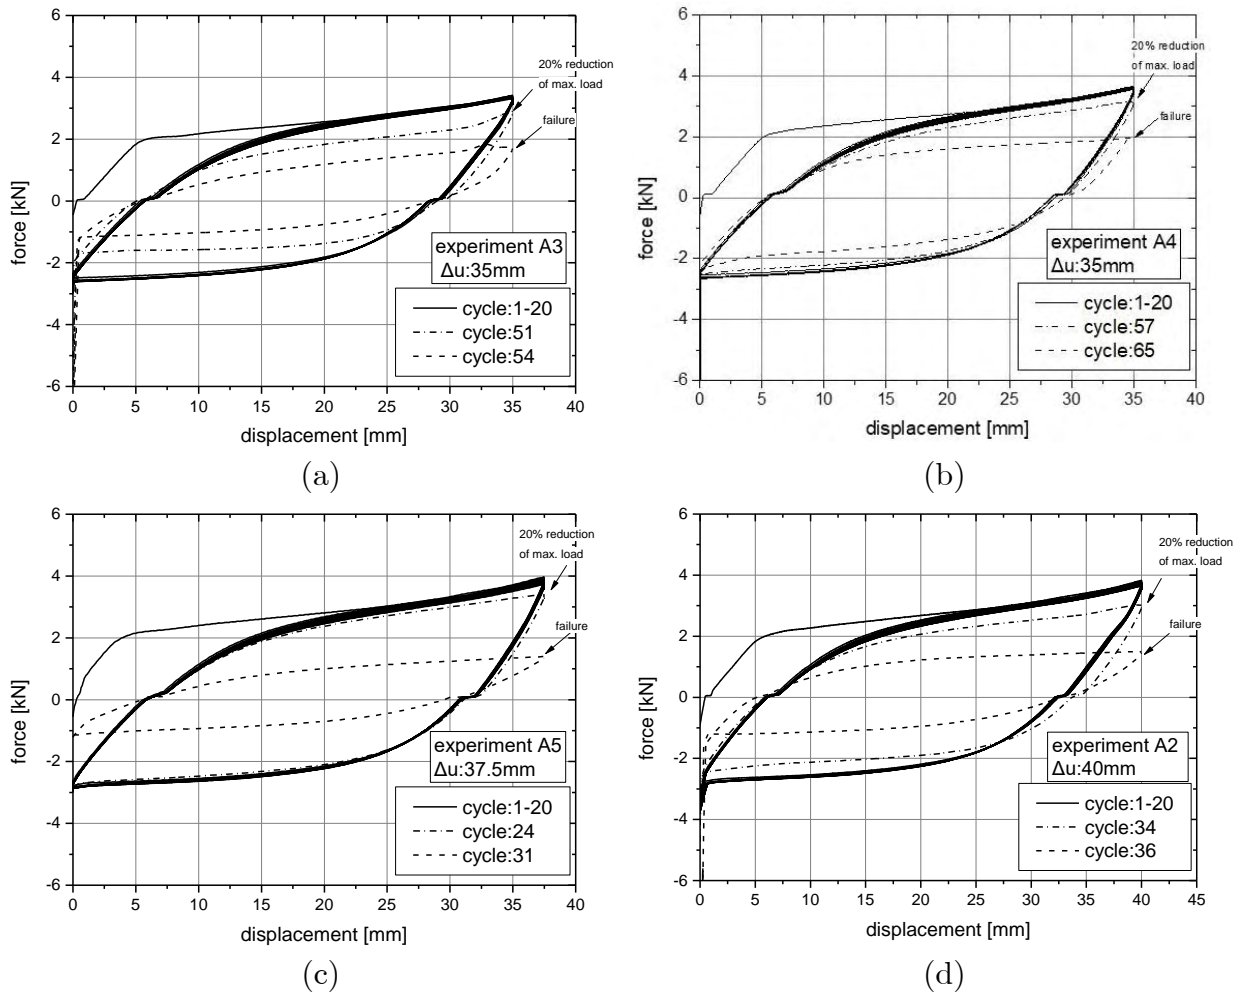 6
4
2
0
-2
-4
-6
force [kN]
20% reduction
of max. load
failure
experiment A3
Δu:35mm
cycle:1-20
cycle:51
cycle:54
0 5 10 15 20 25 30 35 40
displacement [mm]
(a)
6
4
2
0
-2
-4
-6
force [kN]
20% reduction
of max. load
failure
experiment A4
Δu:35mm
cycle:1-20
cycle:57
cycle:65
0 5 10 15 20 25 30 35 40
displacement [mm]
(b)
6
4
2
0
-2
-4
-6
force [kN]
20% reduction
of max. load
failure
experiment A5
Δu:37.5mm
cycle:1-20
cycle:24
cycle:31
0 5 10 15 20 25 30 35 40
displacement [mm]
(c)
6
4
2
0
-2
-4
-6
force [kN]
20% reduction
of max. load
failure
experiment A2
Δu:40mm
cycle:1-20
cycle:34
cycle:36
0 5 10 15 20 25 30 35 40 45
displacement [mm]
(d)